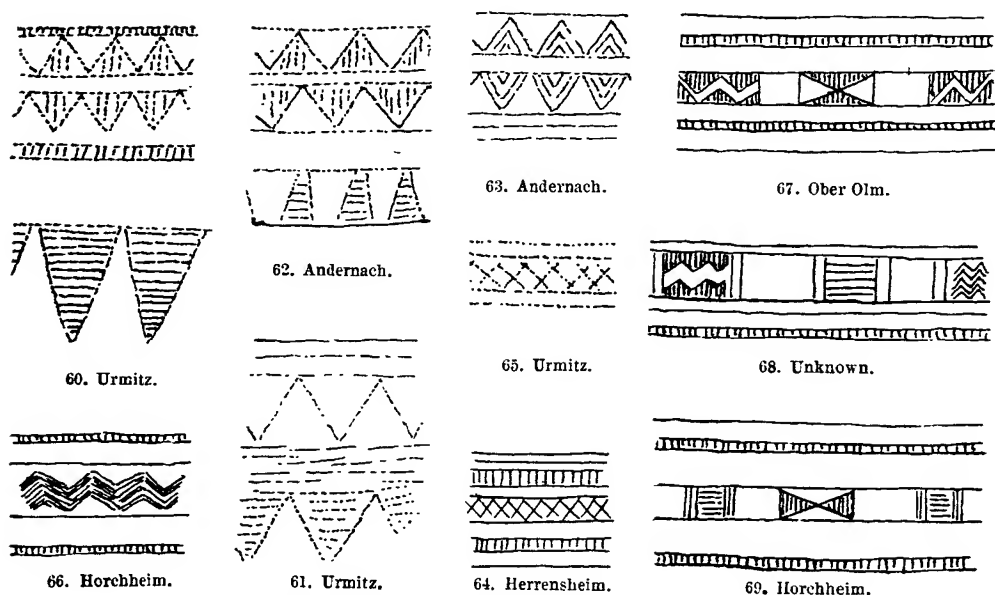 63. Andernach.
67. Ober Olm.
62. Andernach.
60. Urmitz.
65. Urmitz.
68. Unknown.
66. Horchheim.
61. Urmitz.
64. Herrensheim.
69. Horchheim.